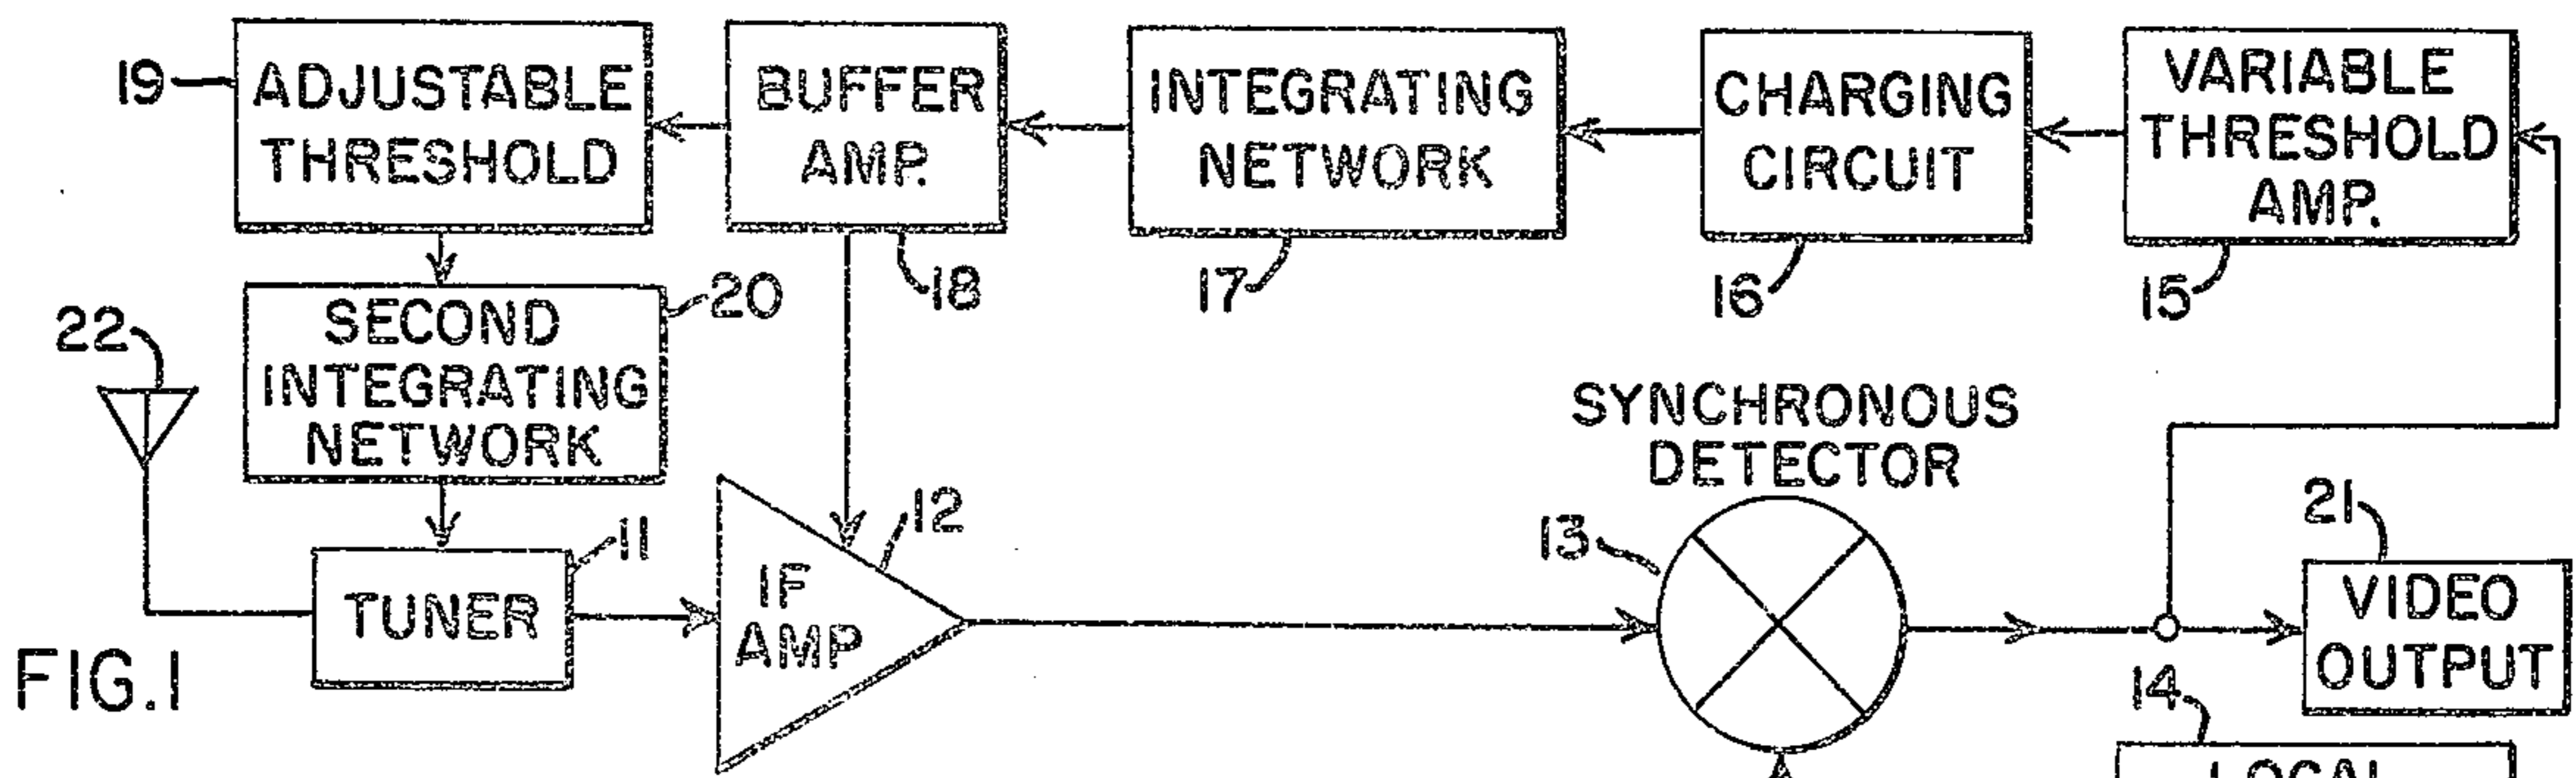 19
ADJUSTABLE
THRESHOLD
BUFFER
AMP.
INTEGRATING
NETWORK
CHARGING
CIRCUIT
VARIABLE
THRESHOLD
AMP.
18
17
16
15
20
SECOND
INTEGRATING
NETWORK
22
SYNCHRONOUS
DETECTOR
11
12
13
21
TUNER
IF
AMP
VIDEO
OUTPUT
FIG.1
14
LOCAL